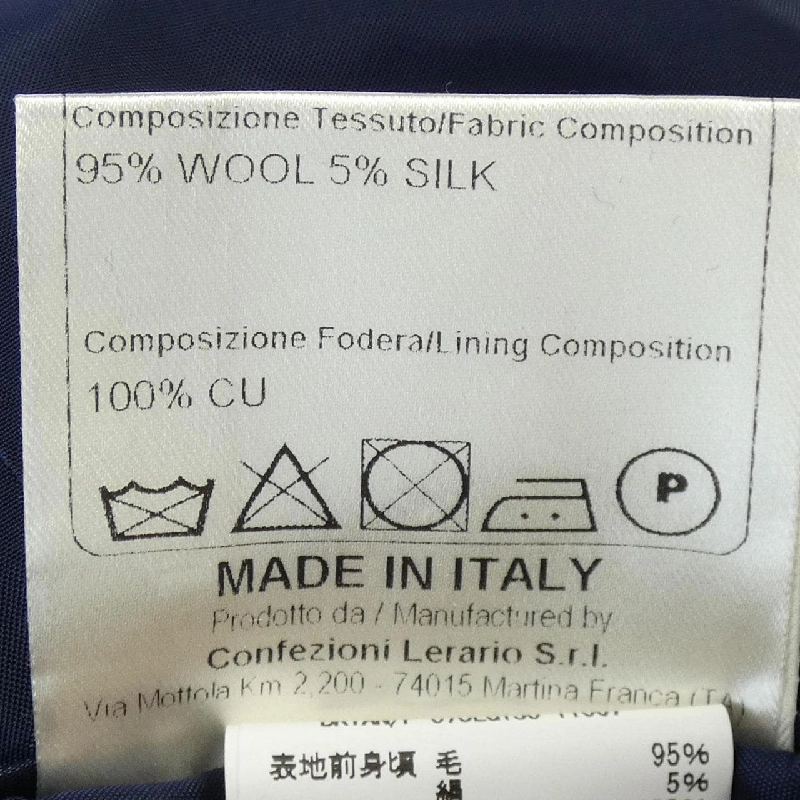 Composizione Tessuto/Fabric Composition
95% WOOL 5% SILK
Composizione Fodera/Lining Composition
100% CU
P
MADE IN ITALY
Prodotto da / Manufactured by
Confezioni Lerario S.r.l.
Via Mottola Km 2,200 - 74015 Martina Franca (TA)
表地前身頃 毛 95%
絹 5%